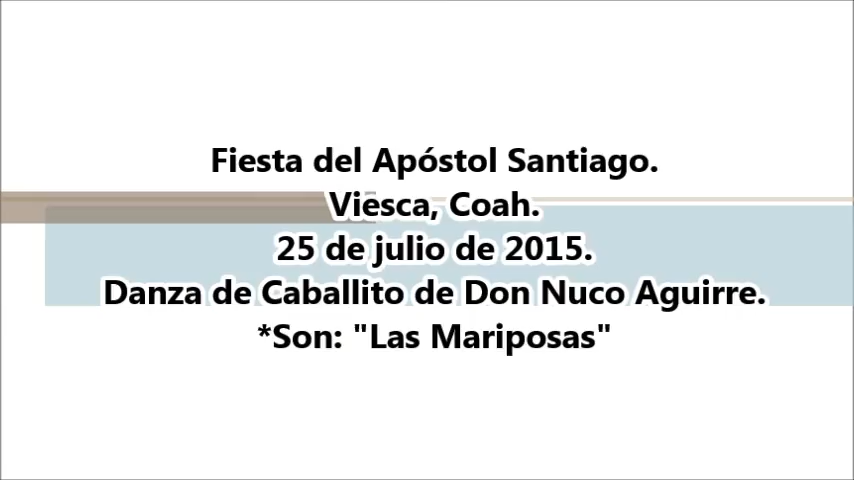 Fiesta del Apóstol Santiago.
Viesca, Coah.
25 de julio de 2015.
Danza de Caballito de Don Nuco Aguirre.
*Son: "Las Mariposas"